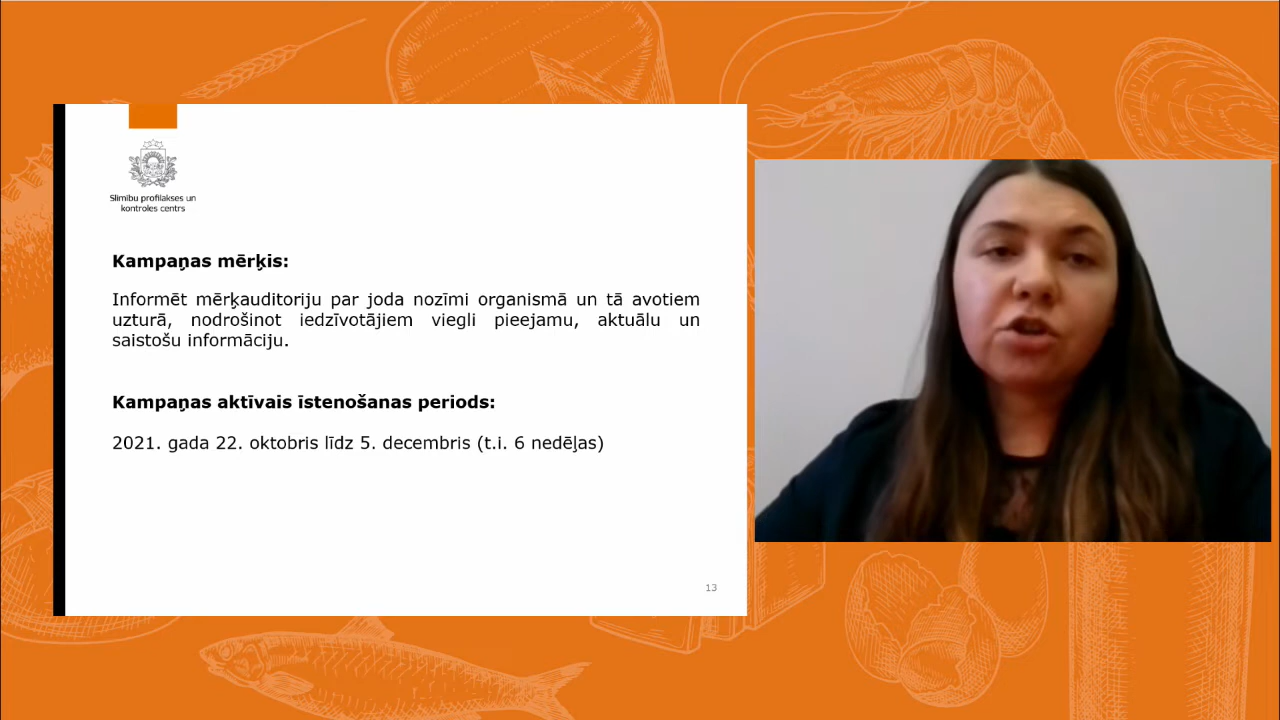 Slimību profilakses un
kontroles centrs
Kampaņas mērķis:
Informēt mērķauditoriju par joda nozīmi organismā un tā avotiem
uzturā, nodrošinot iedzīvotājiem viegli pieejamu, aktuālu un
saistošu informāciju.
Kampaņas aktīvais īstenošanas periods:
2021. gada 22. oktobris līdz 5. decembris (t.i. 6 nedēļas)
13